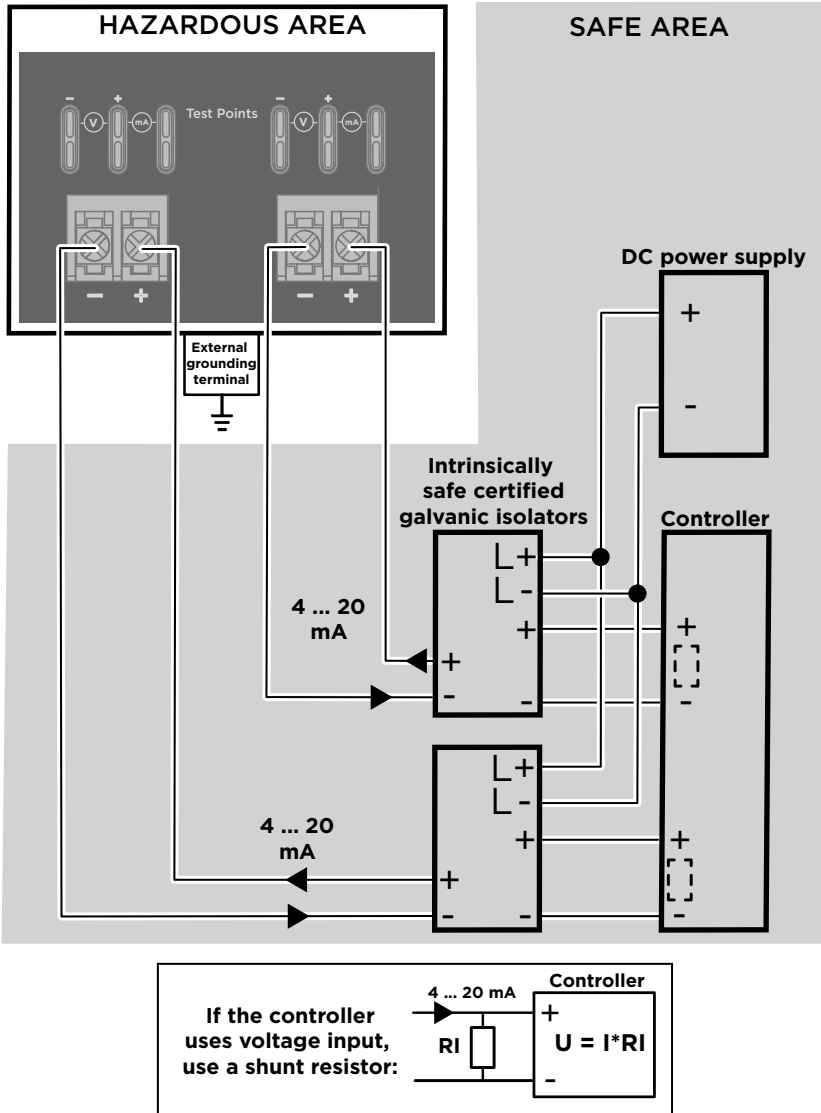 HAZARDOUS AREA
SAFE AREA
- + Test Points - +
V mA V mA
- + - +
External
grounding
terminal
DC power supply
+
-
Intrinsically
safe certified
galvanic isolators
Controller
L+
L-
4 ... 20
mA
+ +
+
- - -
L+
L-
4 ... 20
mA
+ +
+
- - -
If the controller
uses voltage input,
use a shunt resistor:
4 ... 20 mA
RI
Controller
+
U = I*RI
-